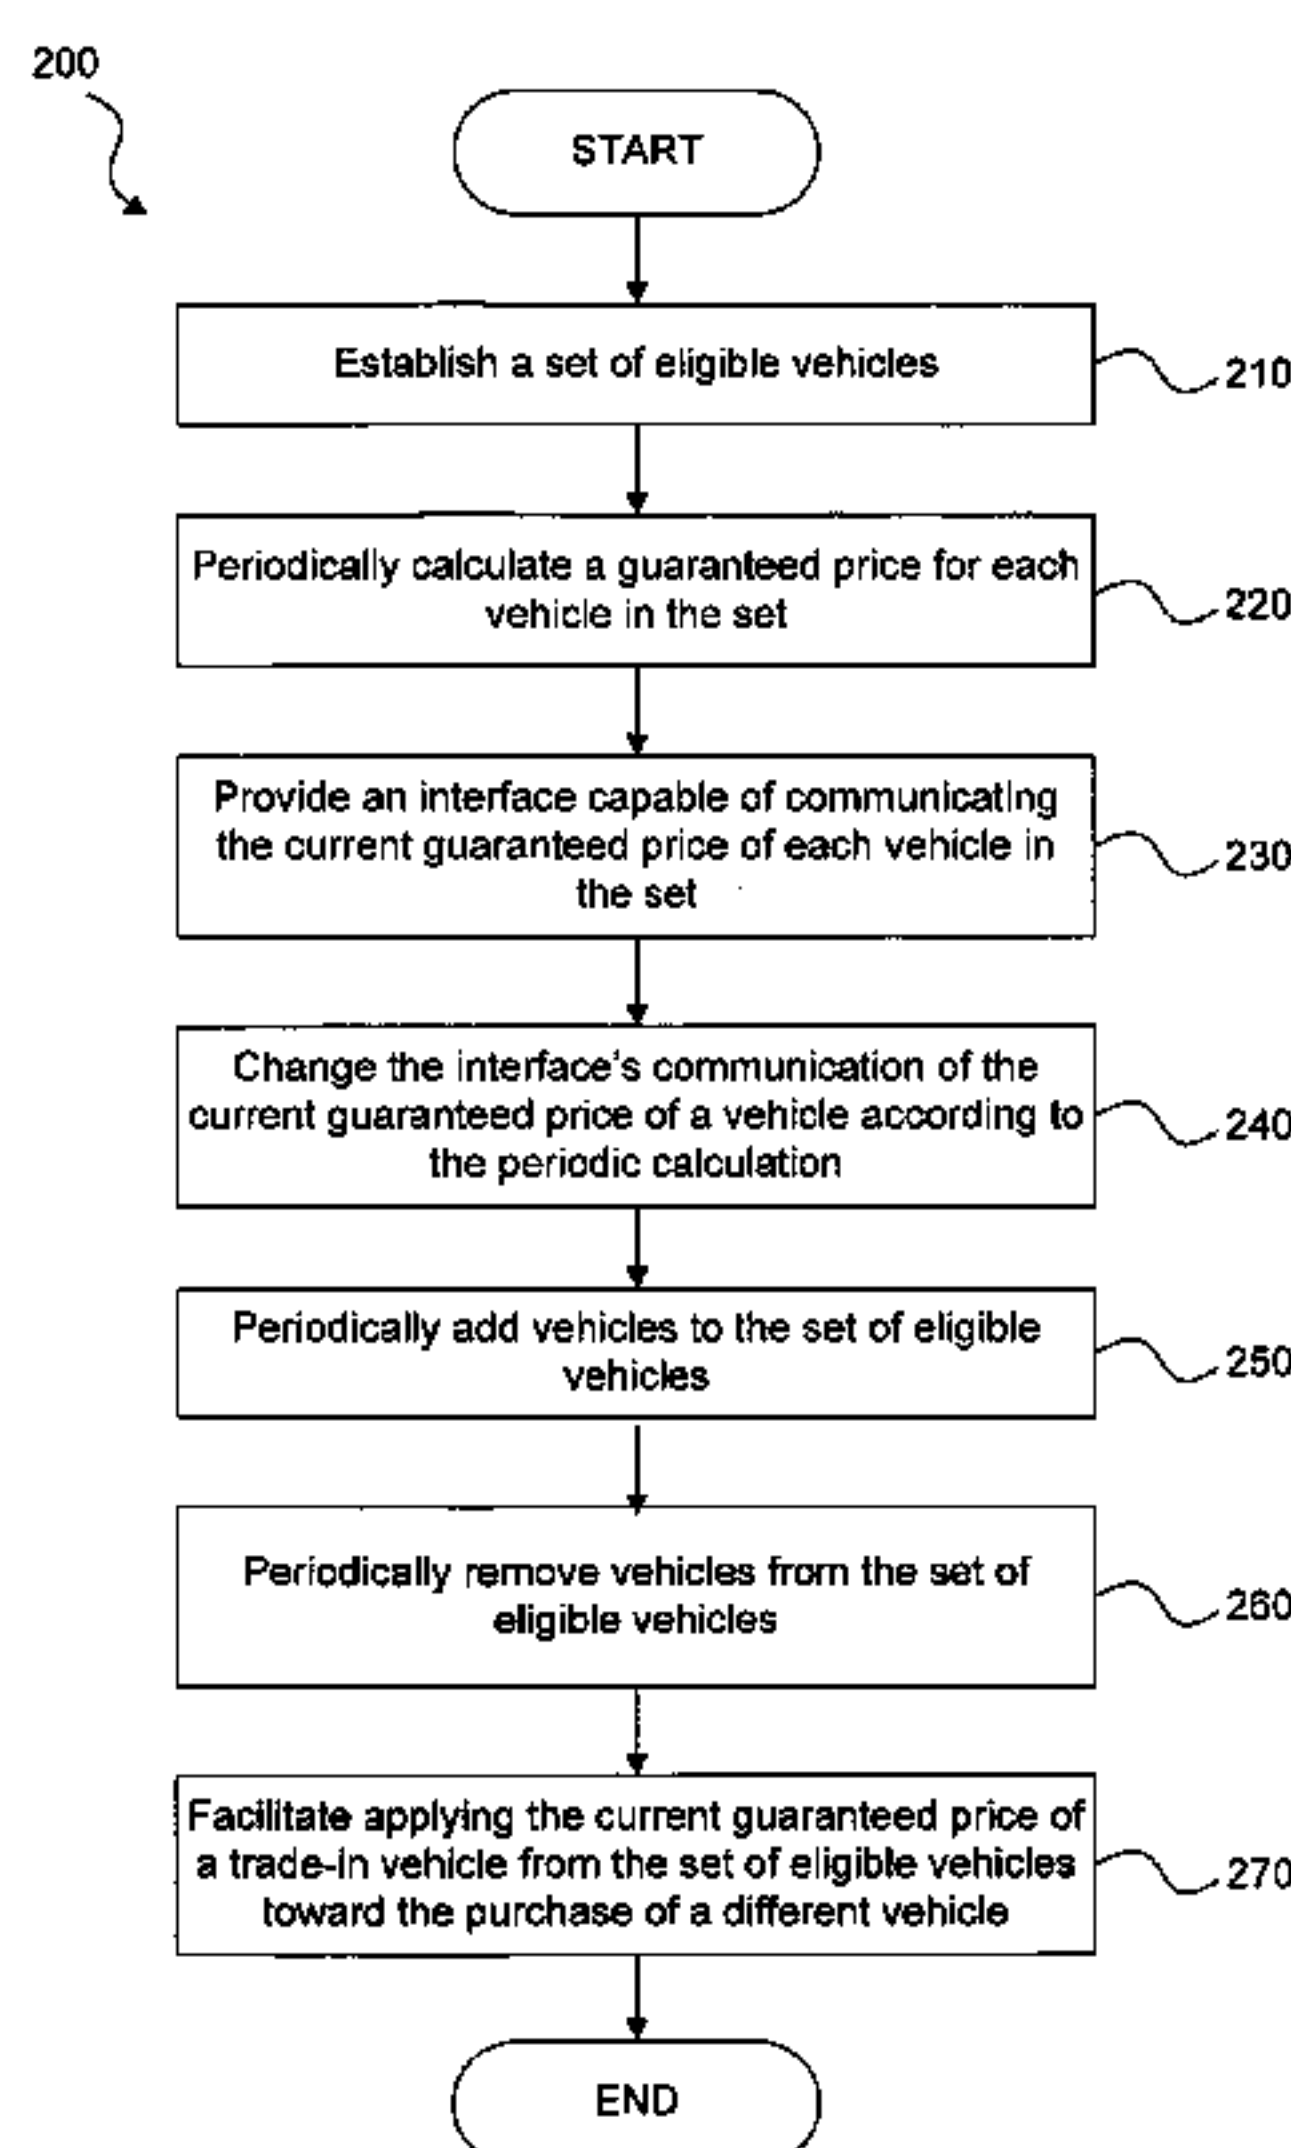 200
START
Establish a set of eligible vehicles
210
Periodically calculate a guaranteed price for each
vehicle in the set
220
Provide an interface capable of communicating
the current guaranteed price of each vehicle in
the set
230
Change the interface's communication of the
current guaranteed price of a vehicle according to
the periodic calculation
240
Periodically add vehicles to the set of eligible
vehicles
250
Periodically remove vehicles from the set of
eligible vehicles
260
Facilitate applying the current guaranteed price of
a trade-in vehicle from the set of eligible vehicles
toward the purchase of a different vehicle
270
END